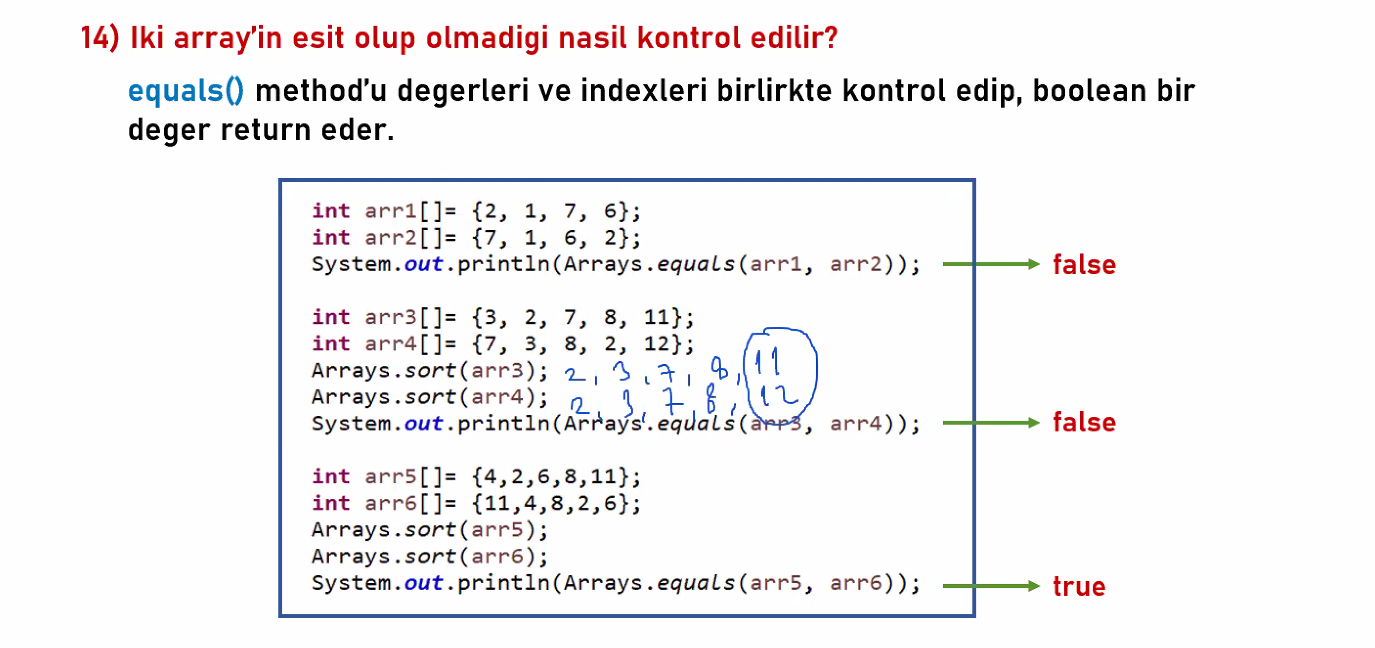 14) Iki array'in esit olup olmadigi nasil kontrol edilir?
equals() method'u degerleri ve indexleri birlirkte kontrol edip, boolean bir
deger return eder.
int arr1[]= {2, 1, 7, 6};
int arr2[]= {7, 1, 6, 2};
System.out.println(Arrays.equals(arr1, arr2)); false
int arr3[]= {3, 2, 7, 8, 11};
int arr4[]= {7, 3, 8, 2, 12};
Arrays.sort(arr3); 2, 3, 7, 8, 11
Arrays.sort(arr4); 2, 3, 7, 8, 12
System.out.println(Arrays.equals(arr3, arr4)); false
int arr5[]= {4,2,6,8,11};
int arr6[]= {11,4,8,2,6};
Arrays.sort(arr5);
Arrays.sort(arr6);
System.out.println(Arrays.equals(arr5, arr6)); true